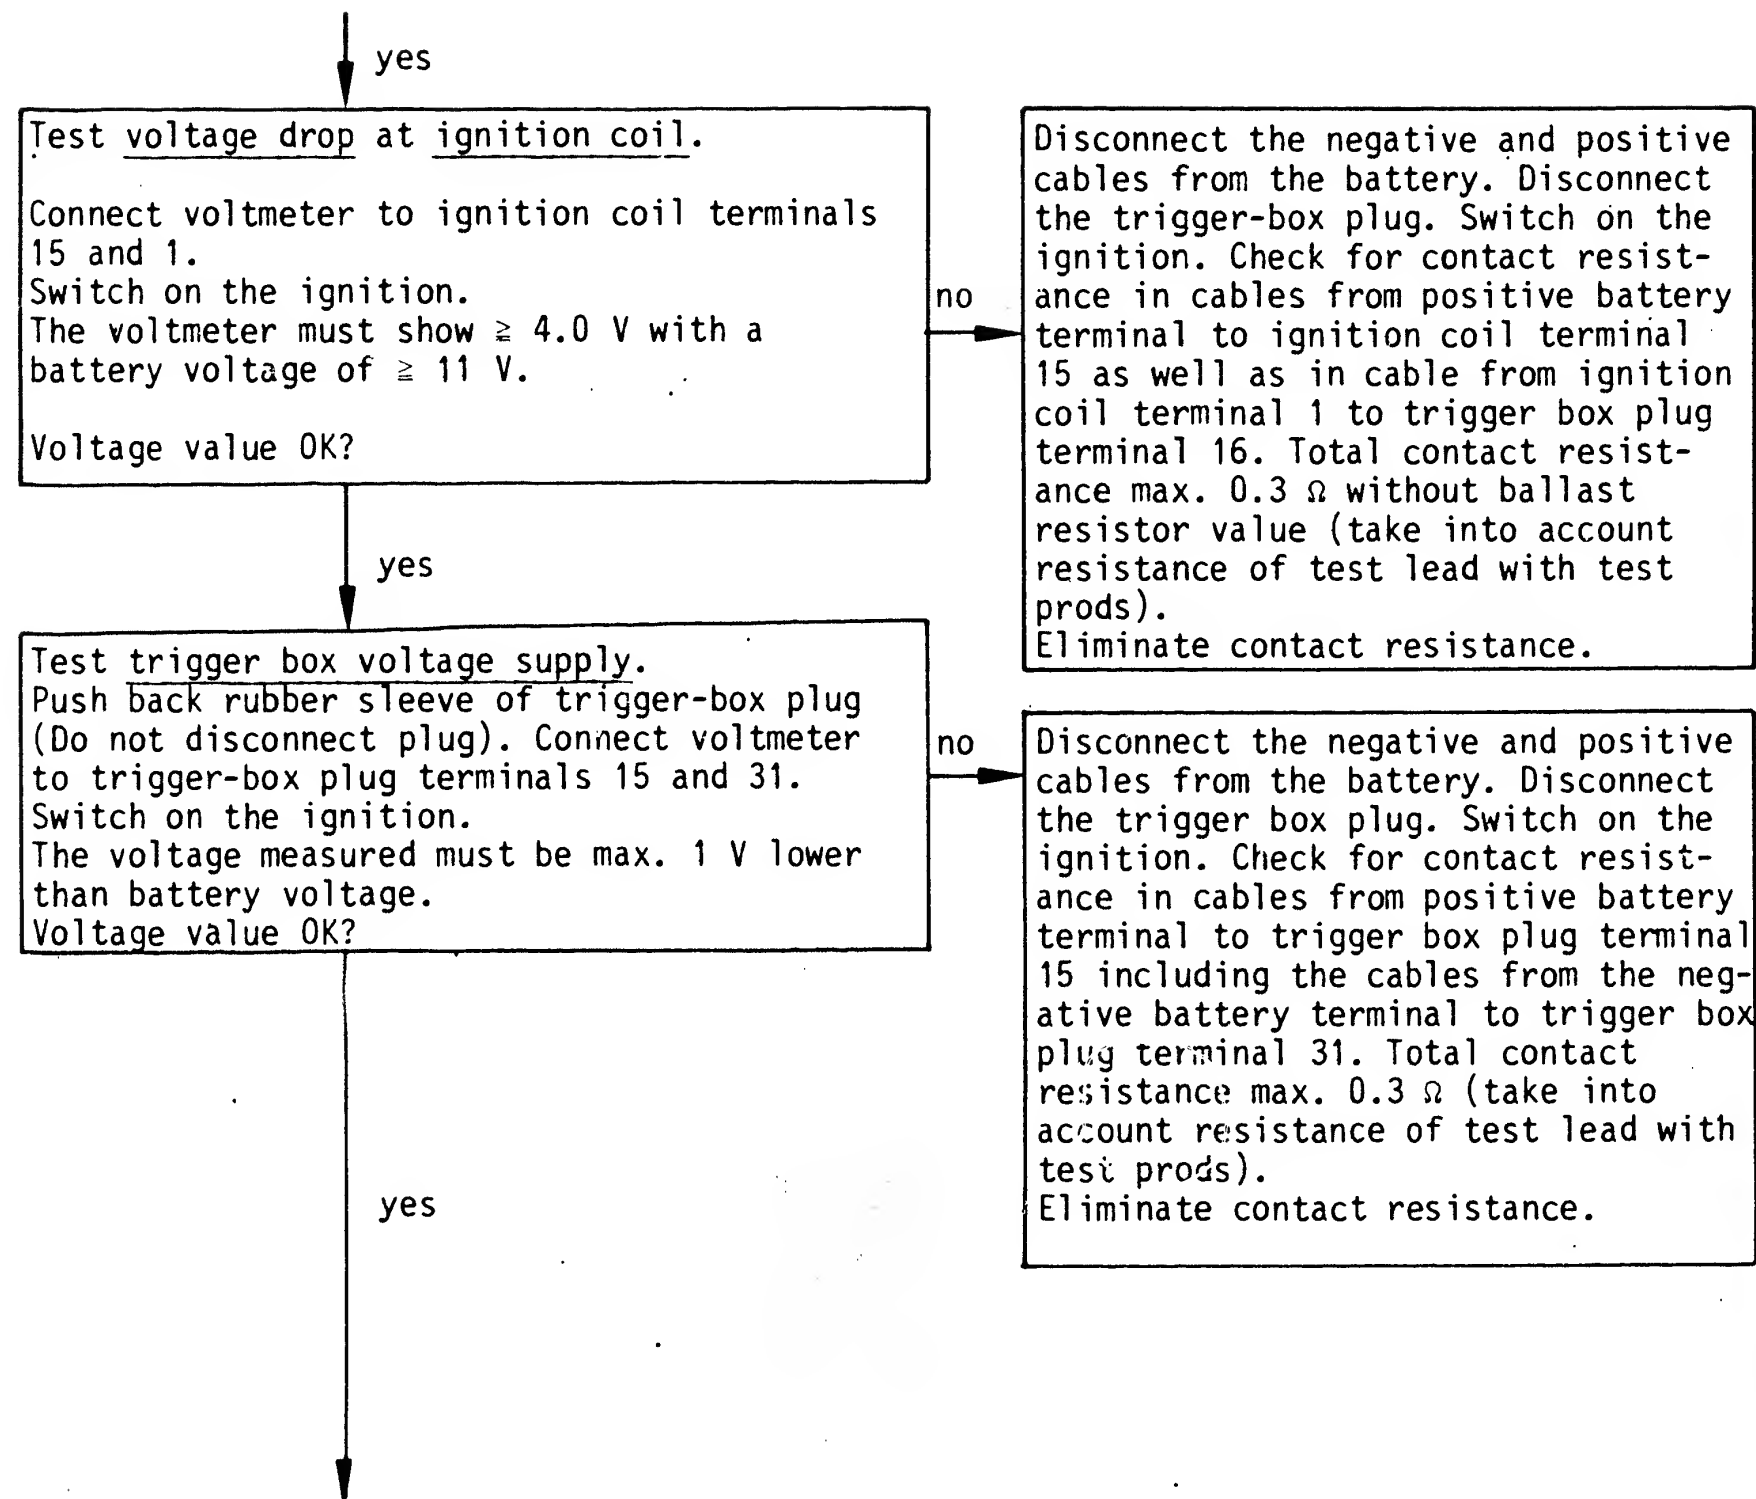 yes
Test voltage drop at ignition coil.
Connect voltmeter to ignition coil terminals
15 and 1.
Switch on the ignition.
The voltmeter must show ≧ 4.0 V with a
battery voltage of ≧ 11 V.
Voltage value OK?
no
Disconnect the negative and positive
cables from the battery. Disconnect
the trigger-box plug. Switch on the
ignition. Check for contact resist-
ance in cables from positive battery
terminal to ignition coil terminal
15 as well as in cable from ignition
coil terminal 1 to trigger box plug
terminal 16. Total contact resist-
ance max. 0.3 Ω without ballast
resistor value (take into account
resistance of test lead with test
prods).
Eliminate contact resistance.
yes
Test trigger box voltage supply.
Push back rubber sleeve of trigger-box plug
(Do not disconnect plug). Connect voltmeter
to trigger-box plug terminals 15 and 31.
Switch on the ignition.
The voltage measured must be max. 1 V lower
than battery voltage.
Voltage value OK?
no
Disconnect the negative and positive
cables from the battery. Disconnect
the trigger box plug. Switch on the
ignition. Check for contact resist-
ance in cables from positive battery
terminal to trigger box plug terminal
15 including the cables from the neg-
ative battery terminal to trigger box
plug terminal 31. Total contact
resistance max. 0.3 Ω (take into
account resistance of test lead with
test prods).
Eliminate contact resistance.
yes